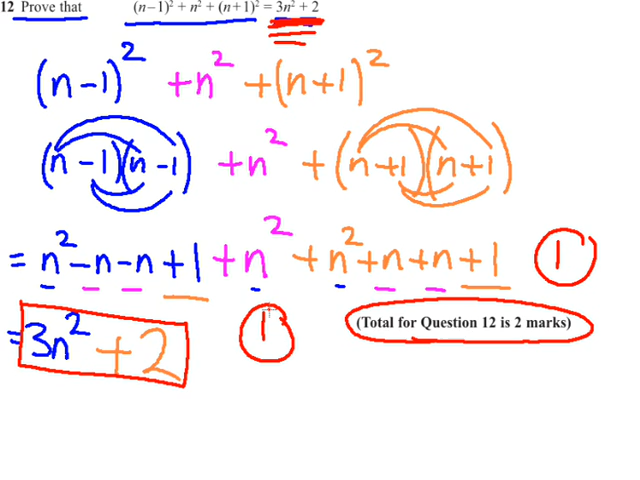 12 Prove that (n−1)² + n² + (n+1)² = 3n² + 2
(n−1)² +n² +(n+1)²
(n−1)(n−1) +n² +(n+1)(n+1)
= n²−n−n+1+n²+n²+n+n+1 1
=3n²+2 1
(Total for Question 12 is 2 marks)